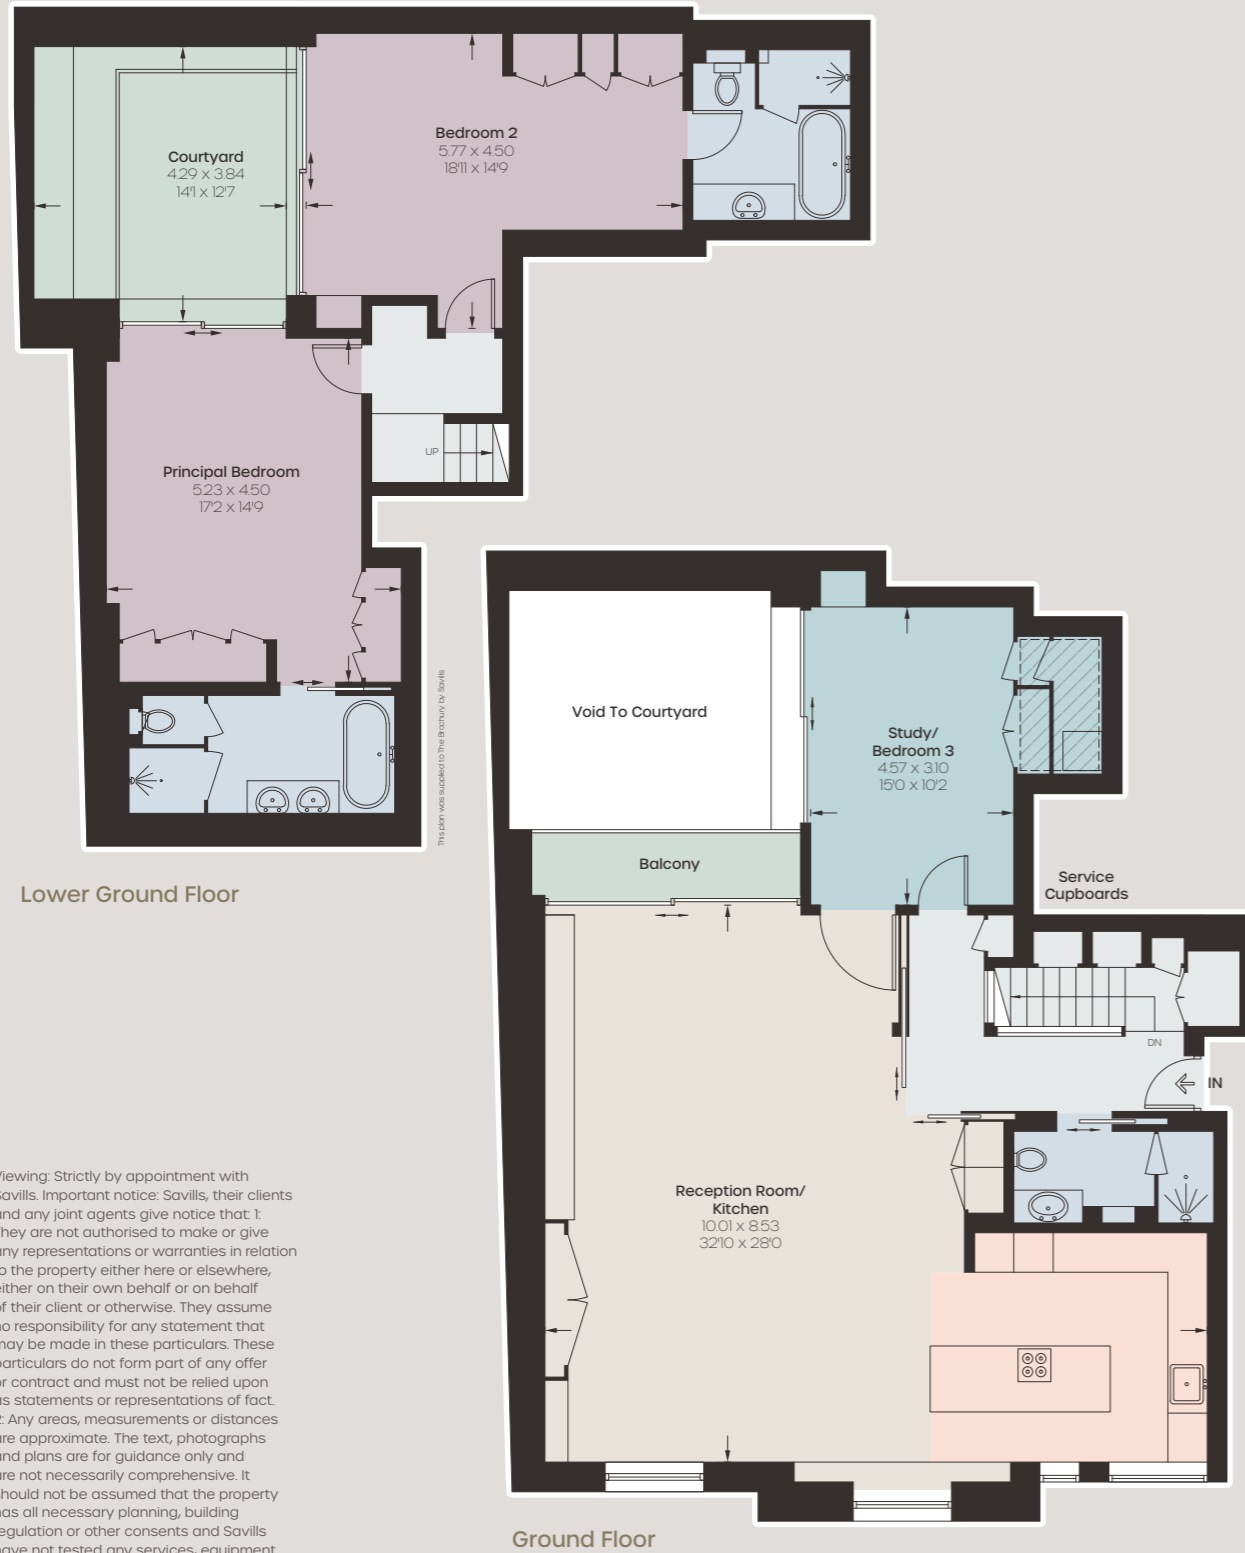 Courtyard
4.29 x 3.84
14'1 x 12'7
Bedroom 2
5.77 x 4.50
18'11 x 14'9
UP
Principal Bedroom
5.23 x 4.50
17'2 x 14'9
This plan was supplied to The Brochury by Savills
Lower Ground Floor
Void To Courtyard
Study/
Bedroom 3
4.57 x 3.10
15'0 x 10'2
Balcony
Service
Cupboards
DN
IN
Reception Room/
Kitchen
10.01 x 8.53
32'10 x 28'0
Ground Floor
Viewing: Strictly by appointment with
Savills. Important notice: Savills, their clients
and any joint agents give notice that: 1:
They are not authorised to make or give
any representations or warranties in relation
to the property either here or elsewhere,
either on their own behalf or on behalf
of their client or otherwise. They assume
no responsibility for any statement that
may be made in these particulars. These
particulars do not form part of any offer
or contract and must not be relied upon
as statements or representations of fact.
2: Any areas, measurements or distances
are approximate. The text, photographs
and plans are for guidance only and
are not necessarily comprehensive. It
should not be assumed that the property
has all necessary planning, building
regulation or other consents and Savills
have not tested any services, equipment